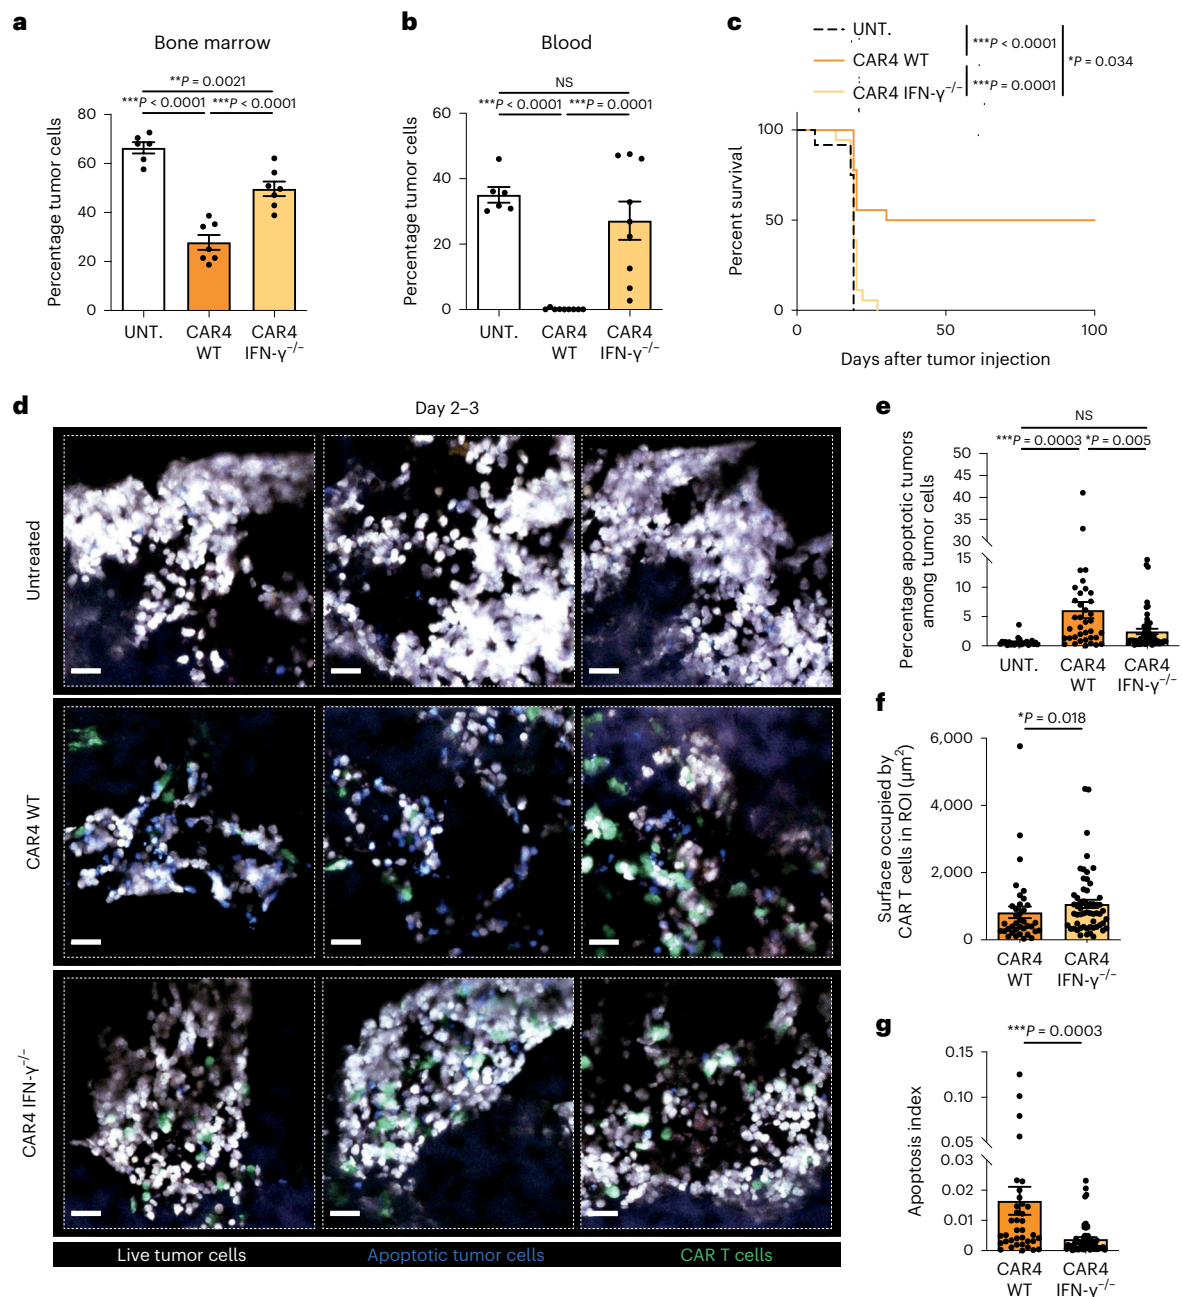 a
Bone marrow
**P = 0.0021
***P < 0.0001 ***P < 0.0001
Percentage tumor cells
80
60
40
20
0
UNT.
CAR4
WT
CAR4
IFN-γ−/−
b
Blood
NS
***P < 0.0001 ***P = 0.0001
Percentage tumor cells
60
40
20
0
UNT.
CAR4
WT
CAR4
IFN-γ−/−
c
UNT.
CAR4 WT
CAR4 IFN-γ−/−
***P < 0.0001
***P = 0.0001
*P = 0.034
Percent survival
100
50
0
0
50
100
Days after tumor injection
d
Day 2–3
Untreated
CAR4 WT
CAR4 IFN-γ−/−
Live tumor cells
Apoptotic tumor cells
CAR T cells
e
NS
***P = 0.0003 *P = 0.005
Percentage apoptotic tumors
among tumor cells
50
45
40
35
30
15
10
5
0
UNT.
CAR4
WT
CAR4
IFN-γ−/−
f
*P = 0.018
Surface occupied by
CAR T cells in ROI (µm2)
6,000
4,000
2,000
0
CAR4
WT
CAR4
IFN-γ−/−
g
***P = 0.0003
Apoptosis index
0.15
0.10
0.05
0.03
0.02
0.01
0
CAR4
WT
CAR4
IFN-γ−/−